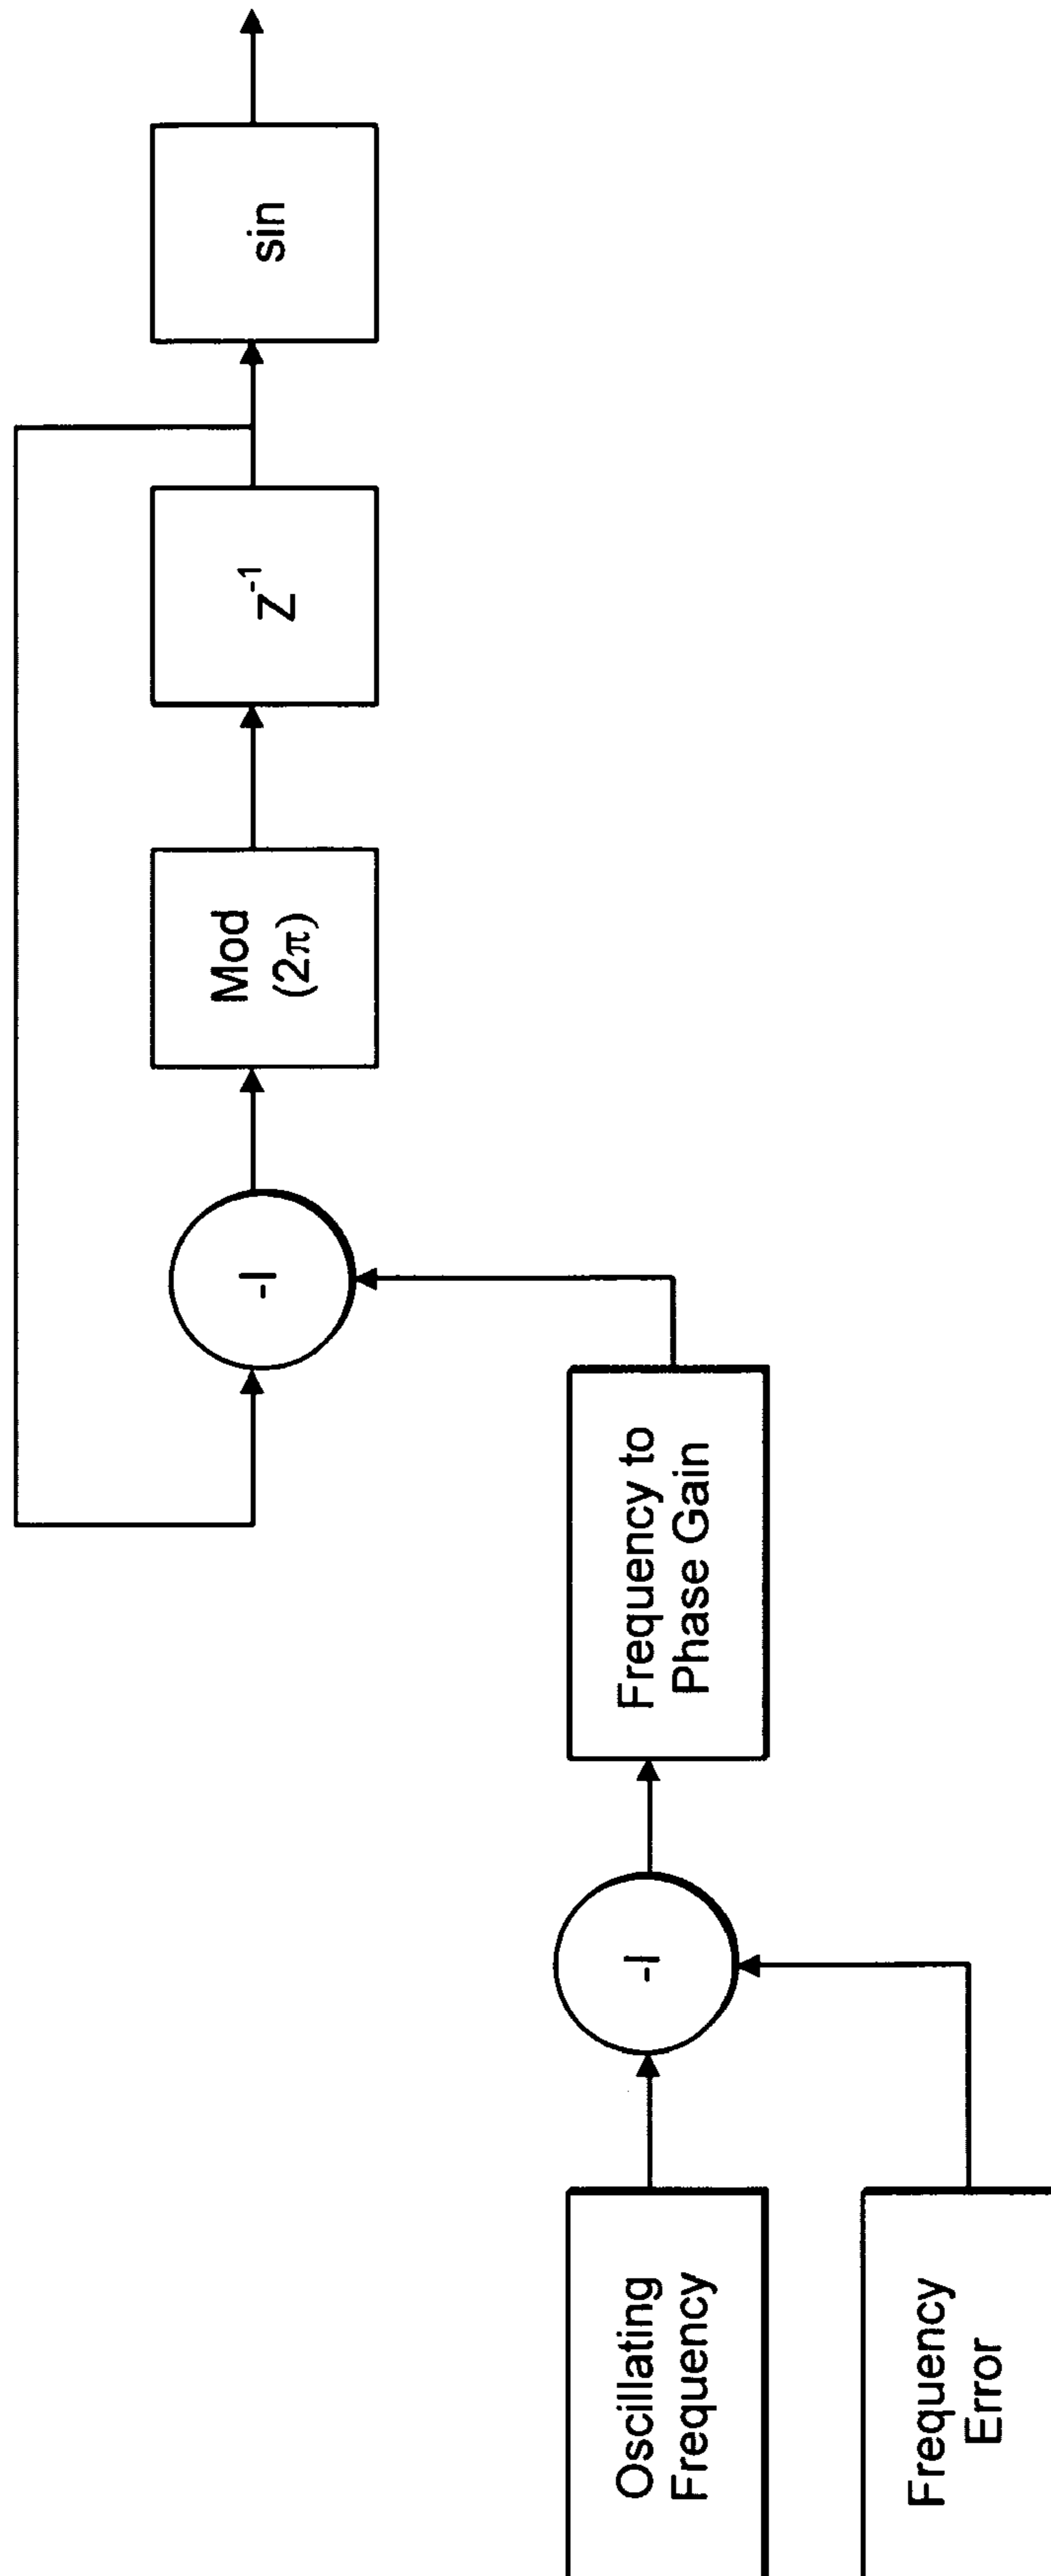 -I
Mod
(2π)
Z⁻¹
sin
Oscillating
Frequency
-I
Frequency to
Phase Gain
Frequency
Error